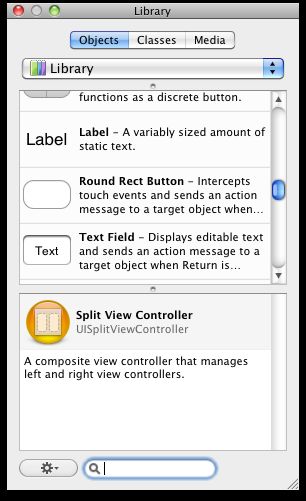 Library
Objects Classes Media
Library
functions as a discrete button.
Label
Label – A variably sized amount of
static text.
Round Rect Button – Intercepts
touch events and sends an action
message to a target object when...
Text
Text Field – Displays editable text
and sends an action message to a
target object when Return is...
Split View Controller
UISplitViewController
A composite view controller that manages
left and right view controllers.